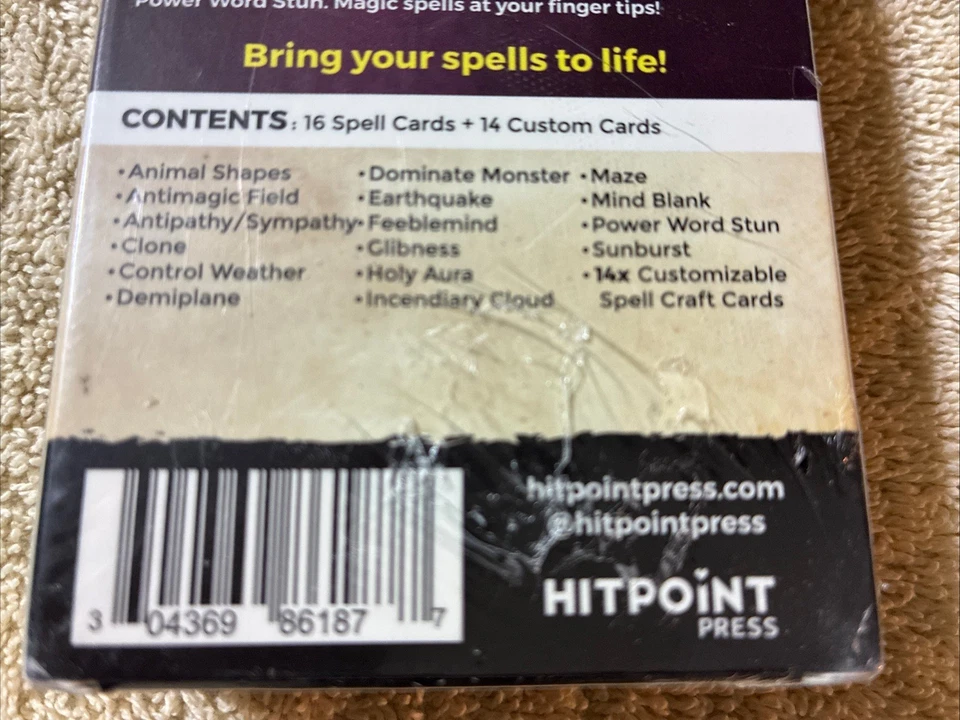 Power Word Stun. Magic spells at your finger tips!
Bring your spells to life!
CONTENTS: 16 Spell Cards + 14 Custom Cards
•Animal Shapes
•Antimagic Field
•Antipathy/Sympathy
•Clone
•Control Weather
•Demiplane
•Dominate Monster
•Earthquake
•Feeblemind
•Glibness
•Holy Aura
•Incendiary Cloud
•Maze
•Mind Blank
•Power Word Stun
•Sunburst
•14x Customizable
Spell Craft Cards
3 04369 86187 7
hitpointpress.com
@hitpointpress
HITPOiNT
PRESS